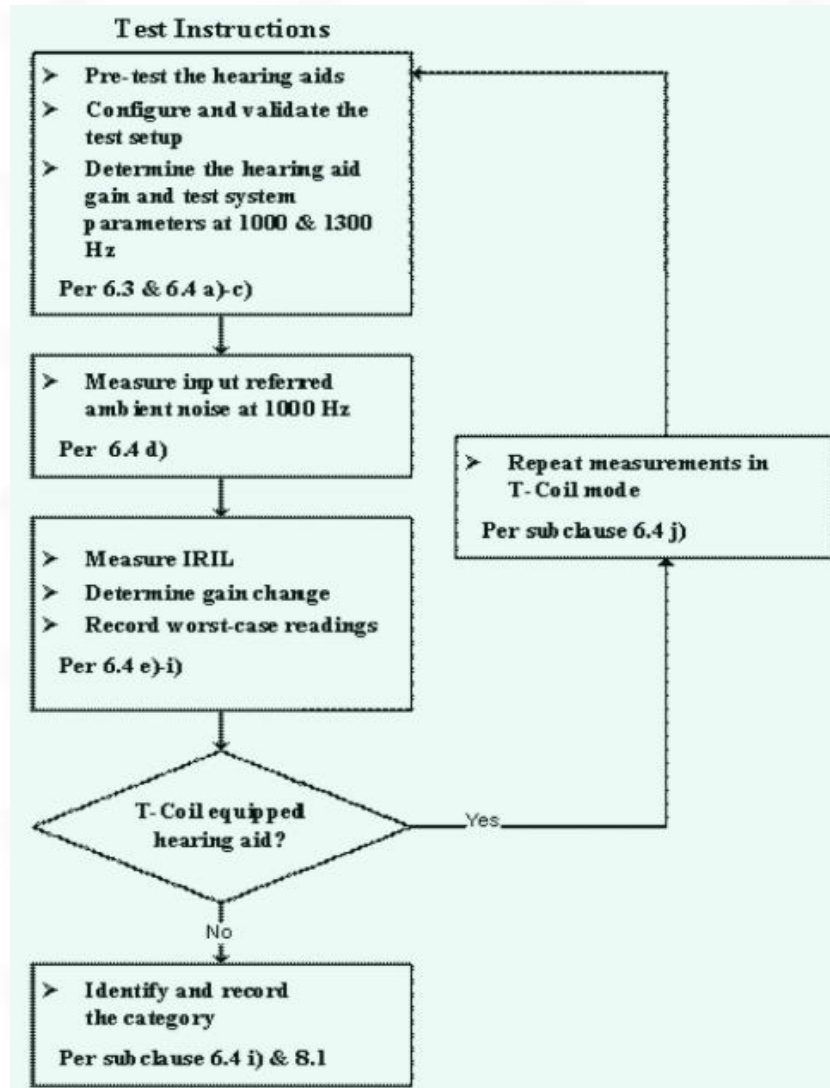 Test Instructions
➢ Pre-test the hearing aids
➢ Configure and validate the
test setup
➢ Determine the hearing aid
gain and test system
parameters at 1000 & 1300
Hz
Per 6.3 & 6.4 a)-c)
➢ Measure input referred
ambient noise at 1000 Hz
Per 6.4 d)
➢ Repeat measurements in
T-Coil mode
Per subclause 6.4 j)
➢ Measure IRIL
➢ Determine gain change
➢ Record worst-case readings
Per 6.4 e)-i)
T-Coil equipped
hearing aid?
Yes
No
➢ Identify and record
the category
Per subclause 6.4 i) & 8.1